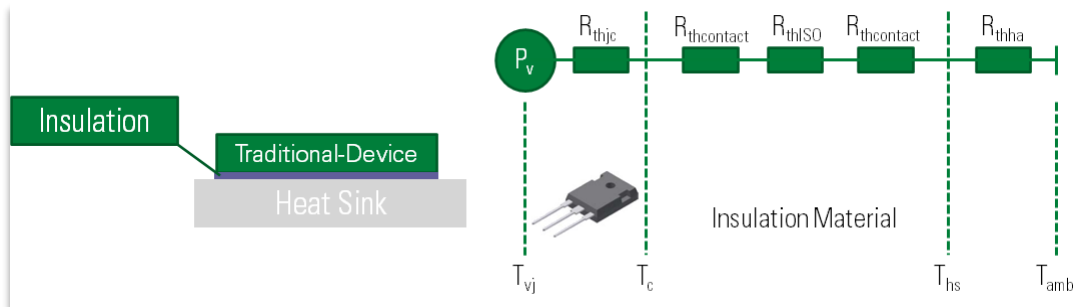 Insulation
Traditional-Device
Heat Sink
Pv
Rthjc
Rthcontact
RthISO
Rthcontact
Rthha
Insulation Material
Tvj
Tc
Ths
Tamb